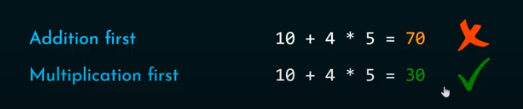 Addition first 10 + 4 * 5 = 70
Multiplication first 10 + 4 * 5 = 30